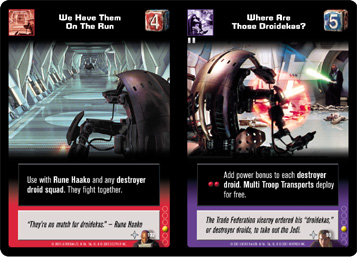 We Have Them
On The Run
4
Use with Rune Haako and any destroyer
droid squad. They fight together.
"They're no match for droidekas." – Rune Haako
Where Are
Those Droidekas?
5
Add power bonus to each destroyer
droid. Multi Troop Transports deploy
for free.
The Trade Federation viceroy ordered his "droidekas,"
or destroyer droids, to take out the Jedi.